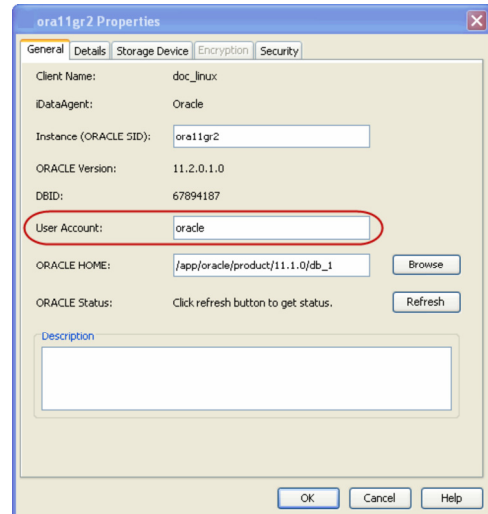 ora11gr2 Properties
General Details Storage Device Encryption Security
Client Name: doc_linux
iDataAgent: Oracle
Instance (ORACLE SID): ora11gr2
ORACLE Version: 11.2.0.1.0
DBID: 67894187
User Account: oracle
ORACLE HOME: /app/oracle/product/11.1.0/db_1 Browse
ORACLE Status: Click refresh button to get status. Refresh
Description
OK Cancel Help